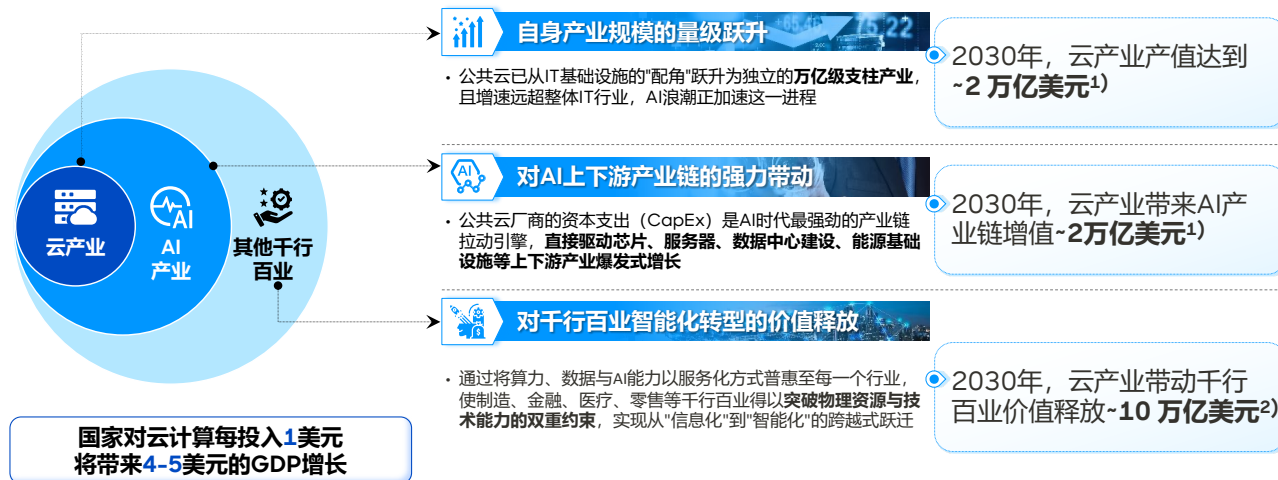 云产业
AI
AI
产业
其他千行
百业
国家对云计算每投入1美元
将带来4-5美元的GDP增长
自身产业规模的量级跃升
75.22
• 公共云已从IT基础设施的"配角"跃升为独立的万亿级支柱产业，
且增速远超整体IT行业，AI浪潮正加速这一进程
2030年，云产业产值达到
~2 万亿美元1)
AI
对AI上下游产业链的强力带动
• 公共云厂商的资本支出（CapEx）是AI时代最强劲的产业链
拉动引擎，直接驱动芯片、服务器、数据中心建设、能源基础
设施等上下游产业爆发式增长
2030年，云产业带来AI产
业链增值~2万亿美元1)
对千行百业智能化转型的价值释放
• 通过将算力、数据与AI能力以服务化方式普惠至每一个行业，
使制造、金融、医疗、零售等千行百业得以突破物理资源与技
术能力的双重约束，实现从"信息化"到"智能化"的跨越式跃迁
2030年，云产业带动千行
百业价值释放~10 万亿美元2)